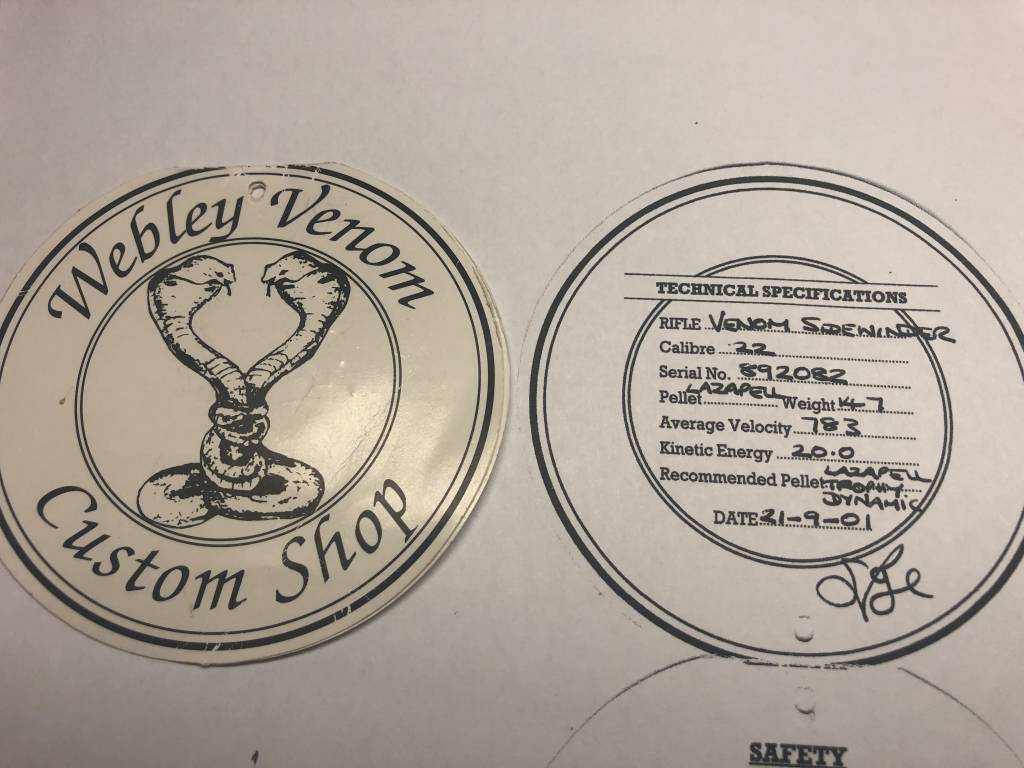 Webley Venom
Custom Shop
TECHNICAL SPECIFICATIONS
RIFLE VENOM SIDEWINDER
Calibre .22
Serial No. 892082
Pellet LAZAPELL Weight 14.7
Average Velocity 783
Kinetic Energy 20.0
Recommended Pellet LAZAPELL
TROPHY
DYNAMIC
DATE 21-9-01
SAFETY